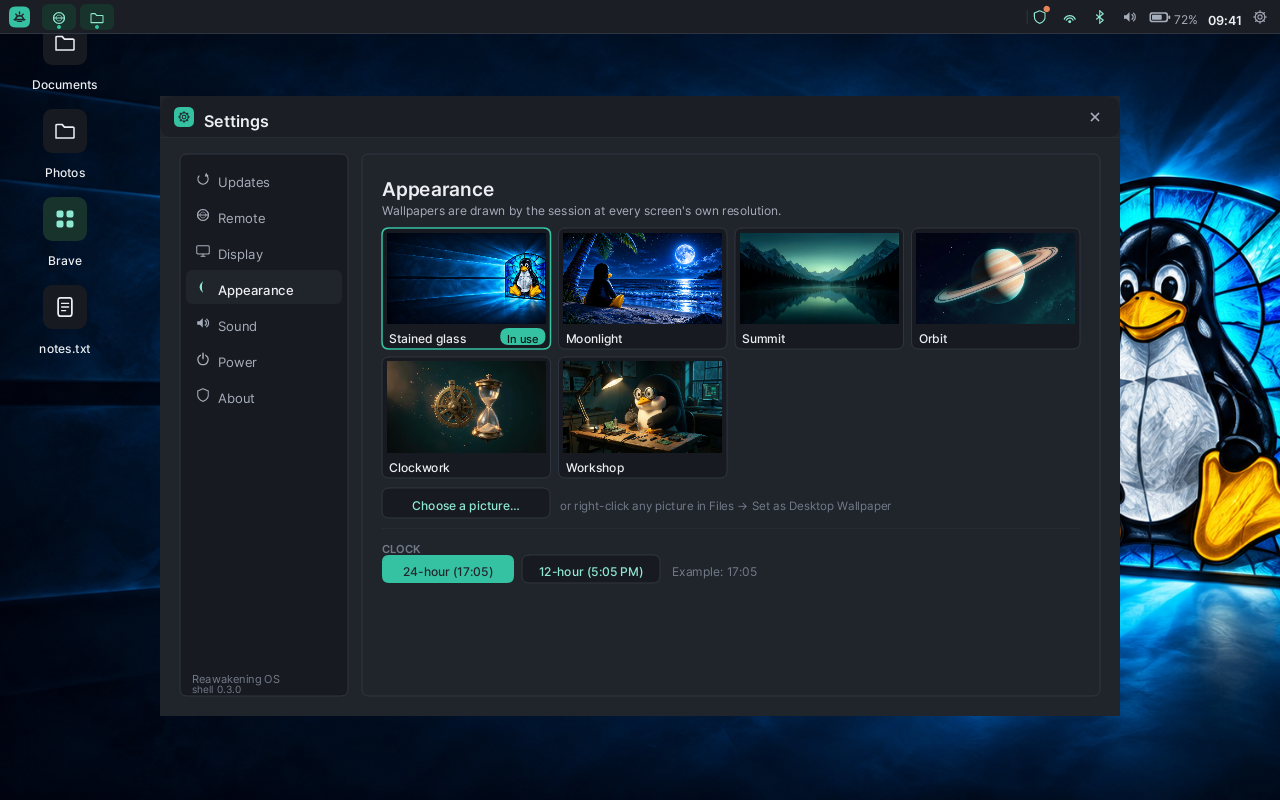 72% 09:41
Documents
Photos
Brave
notes.txt
Settings
Updates
Remote
Display
Appearance
Sound
Power
About
Reawakening OS
shell 0.3.0
Appearance
Wallpapers are drawn by the session at every screen's own resolution.
Stained glass In use
Moonlight
Summit
Orbit
Clockwork
Workshop
Choose a picture... or right-click any picture in Files → Set as Desktop Wallpaper
CLOCK
24-hour (17:05) 12-hour (5:05 PM) Example: 17:05